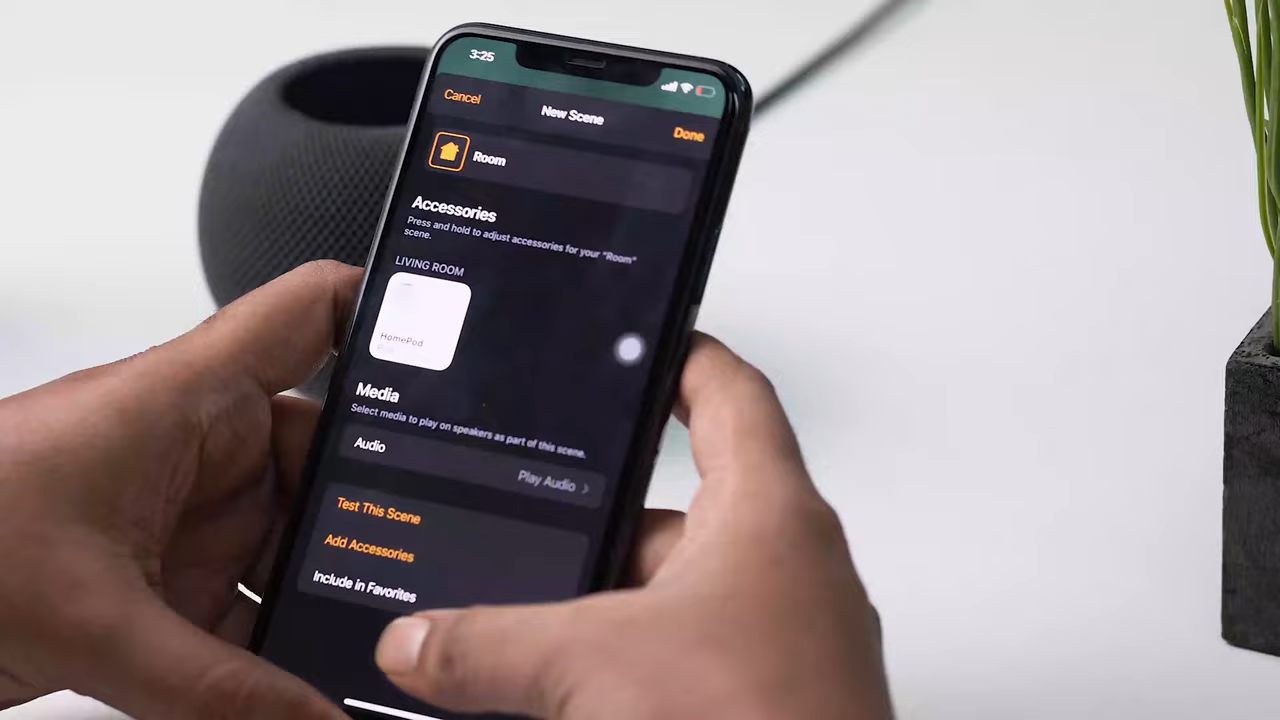 3:25
Cancel
New Scene
Done
Room
Accessories
Press and hold to adjust accessories for your "Room"
scene.
LIVING ROOM
HomePod
Media
Select media to play on speakers as part of this scene.
Audio
Play Audio >
Test This Scene
Add Accessories
Include in Favorites